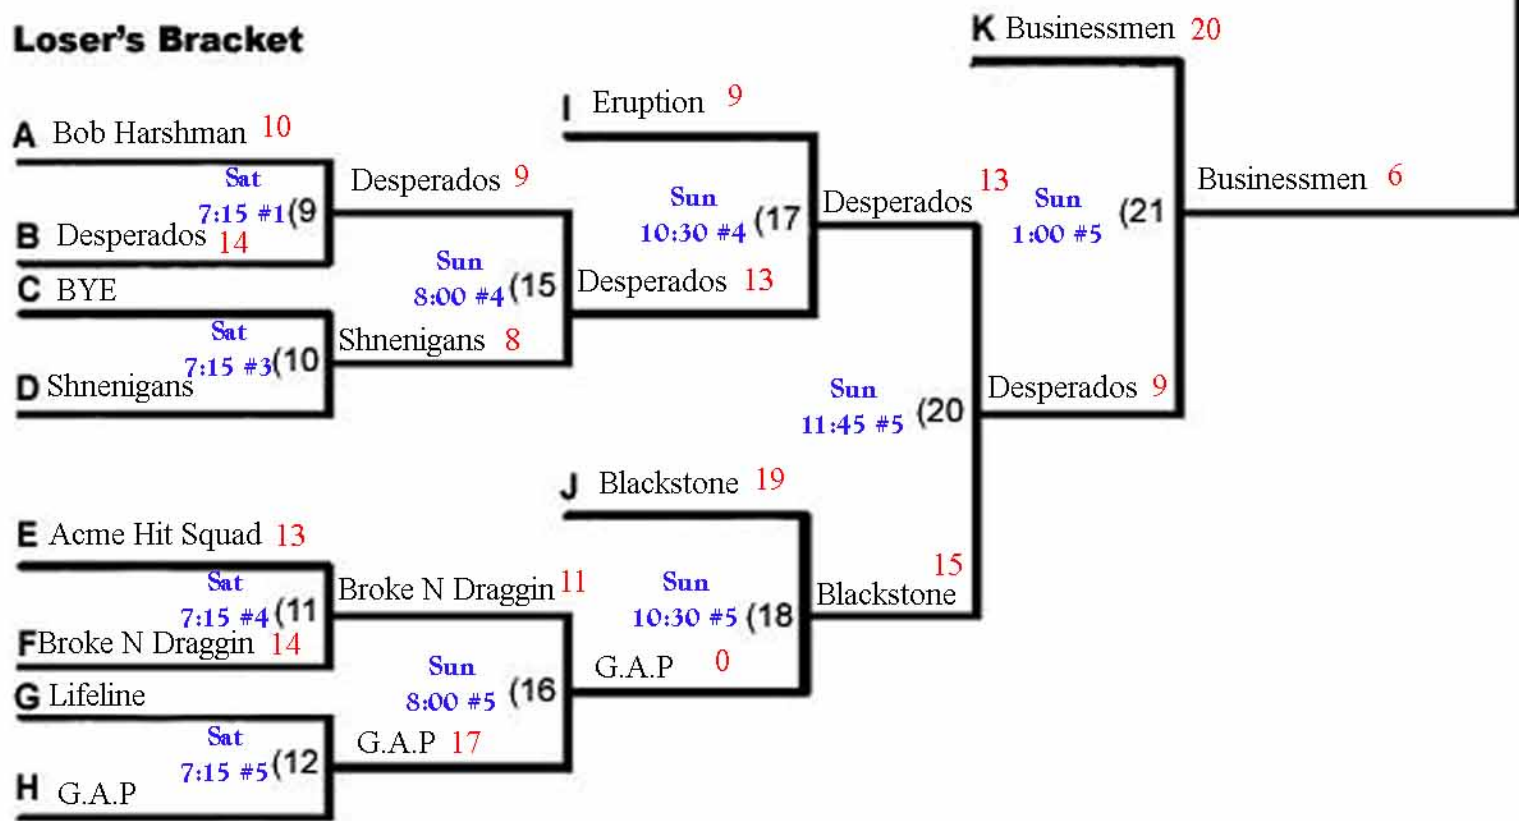 Loser's Bracket
K Businessmen 20
A Bob Harshman 10
I Eruption 9
Sat
7:15 #1 (9
Desperados 9
B Desperados 14
Sun
10:30 #4 (17
Desperados 13
Sun
1:00 #5 (21
Businessmen 6
C BYE
Sun
8:00 #4 (15
Desperados 13
Sat
7:15 #3 (10
Shnenigans 8
D Shnenigans
Sun
11:45 #5 (20
Desperados 9
J Blackstone 19
E Acme Hit Squad 13
Sat
7:15 #4 (11
Broke N Draggin 11
Sun
10:30 #5 (18
15
Blackstone
F Broke N Draggin 14
Sun
8:00 #5 (16
G.A.P 0
G Lifeline
Sat
7:15 #5 (12
G.A.P 17
H G.A.P